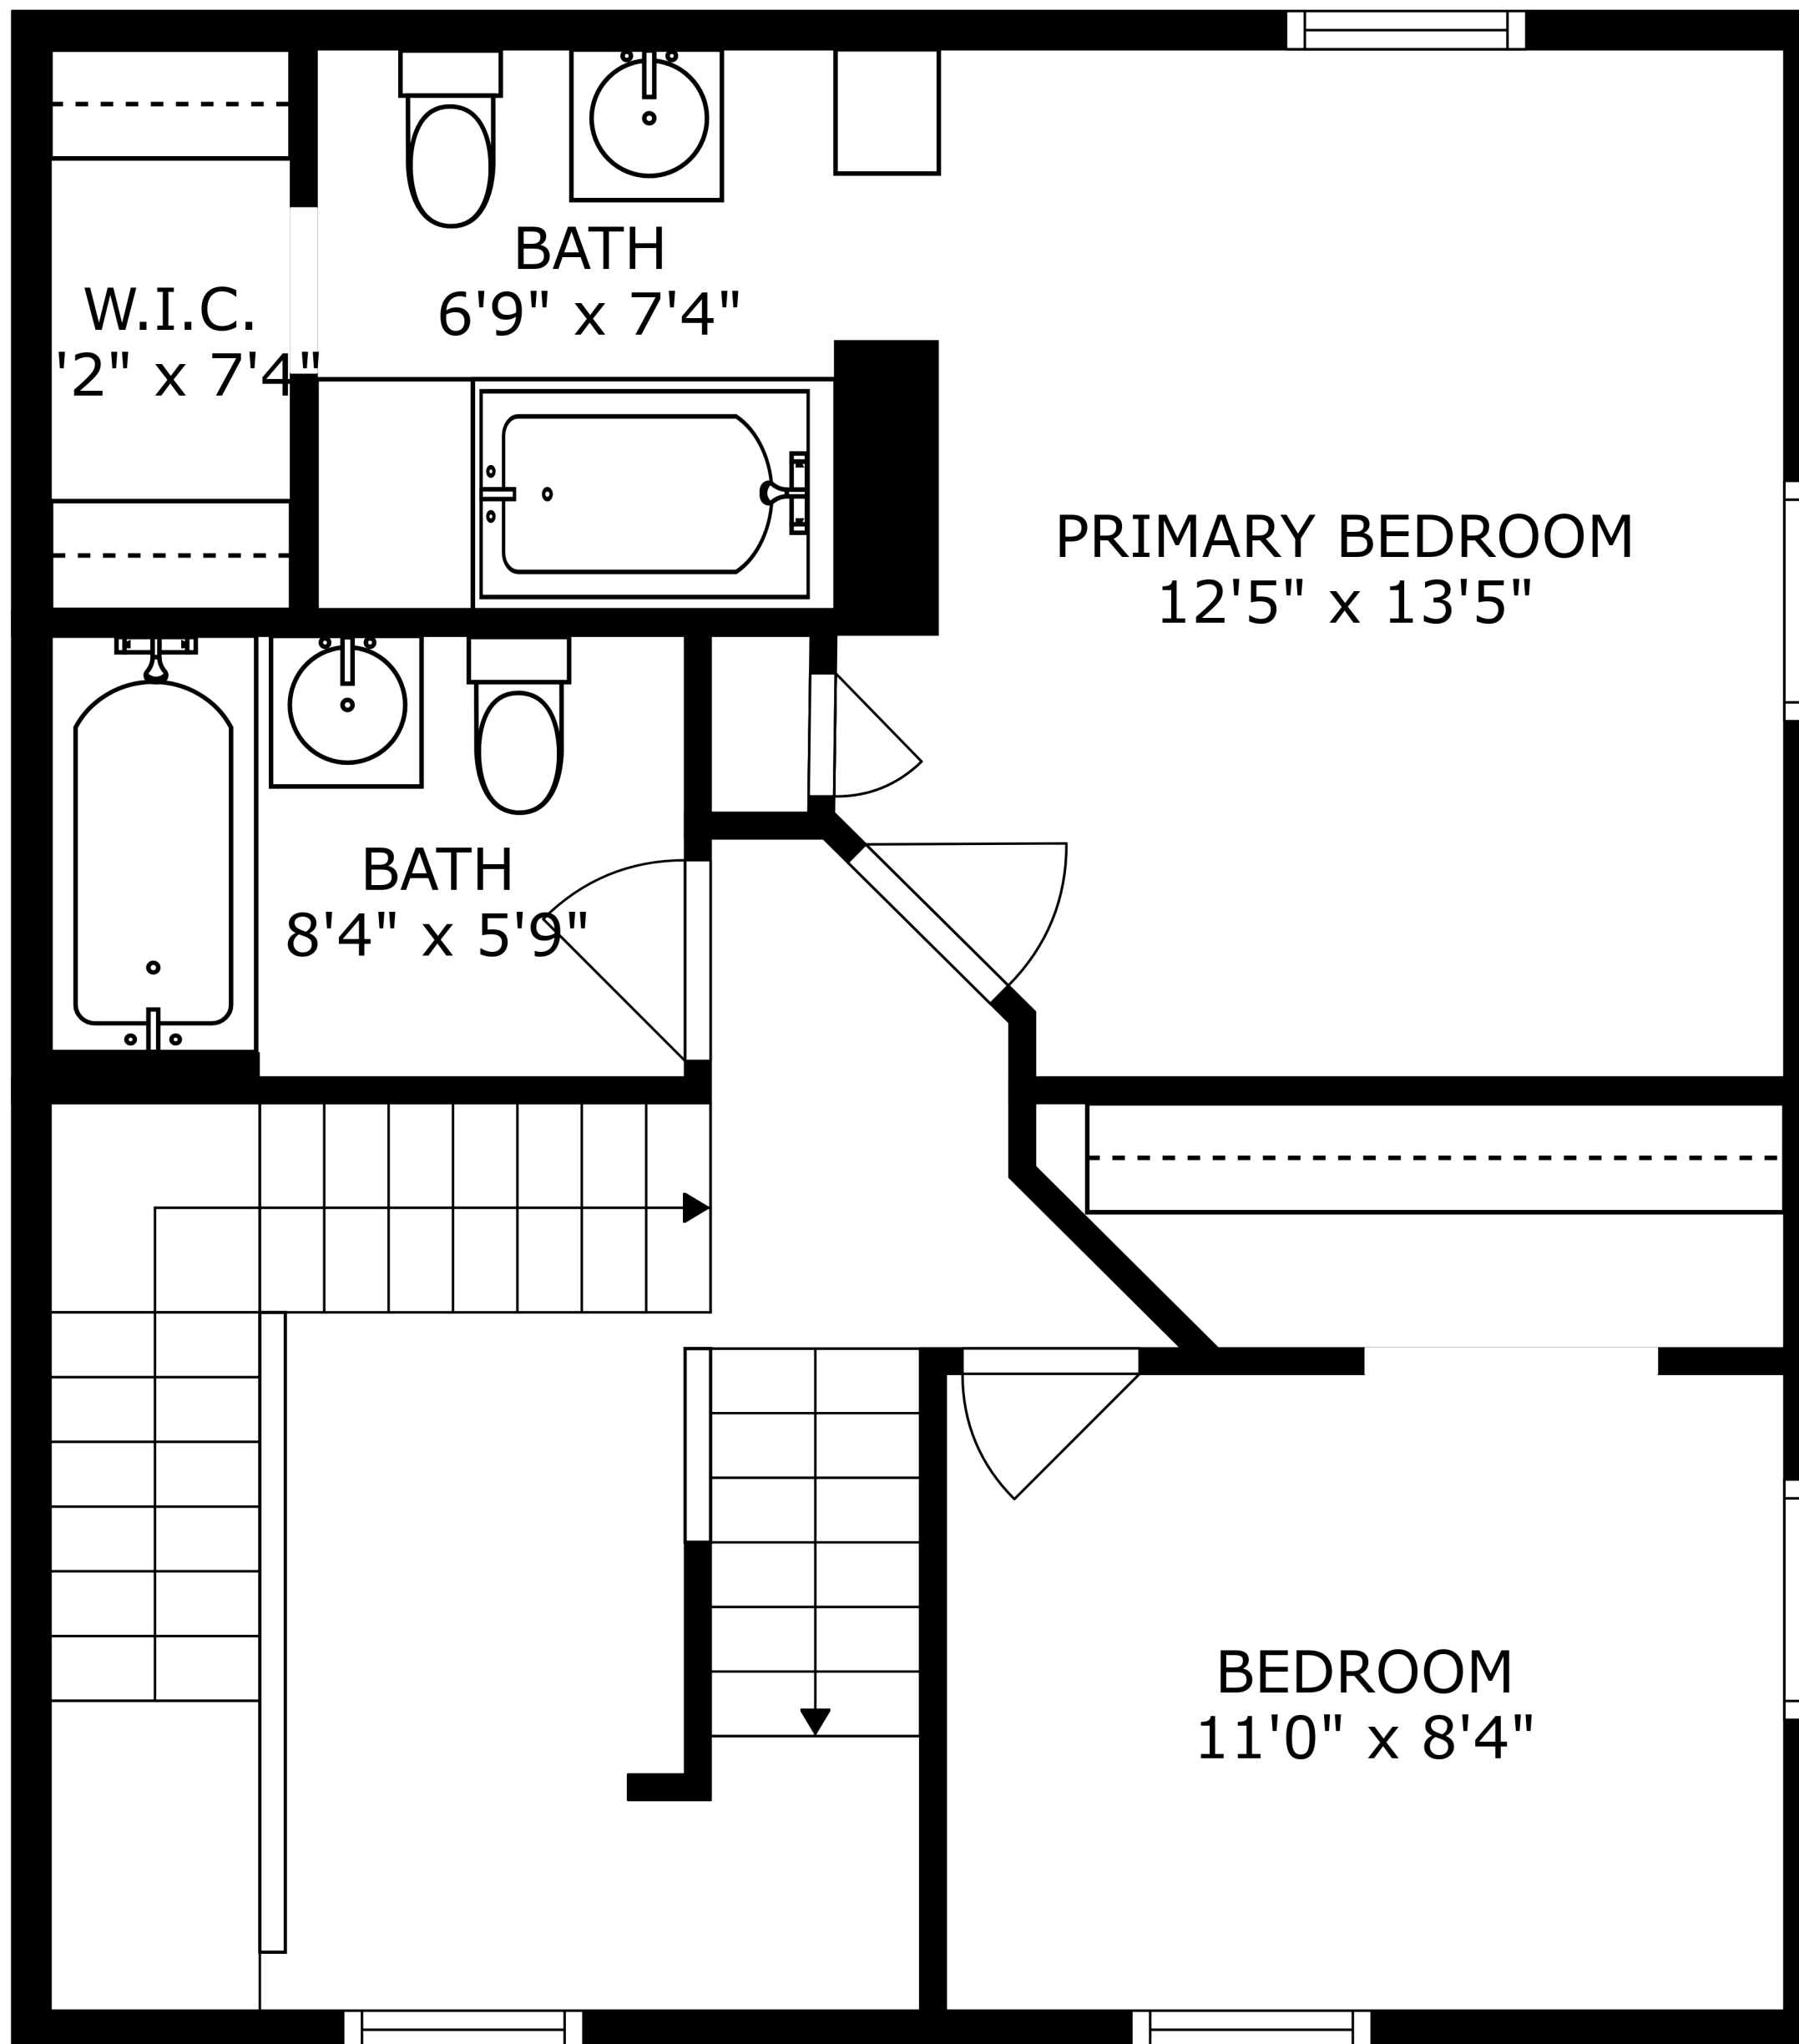 BATH
6'9" x 7'4"
W.I.C.
'2" x 7'4"
PRIMARY BEDROOM
12'5" x 13'5"
BATH
8'4" x 5'9"
BEDROOM
11'0" x 8'4"